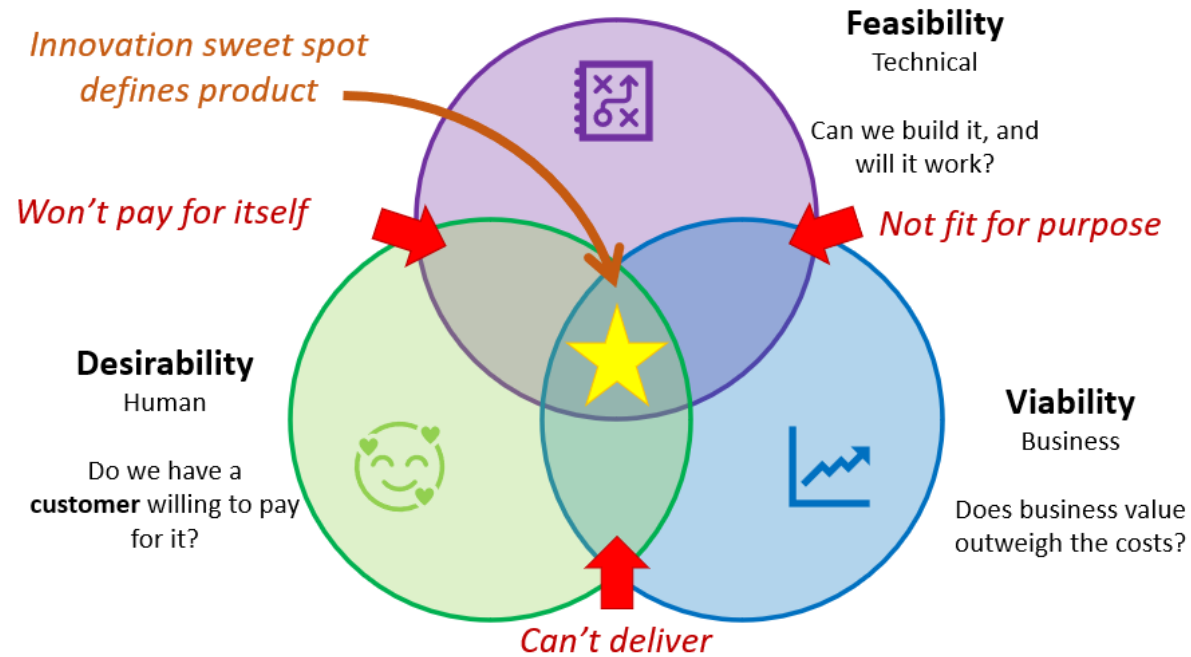 Innovation sweet spot
defines product
Feasibility
Technical
Can we build it, and
will it work?
Won’t pay for itself
Not fit for purpose
Desirability
Human
Do we have a
customer willing to pay
for it?
Viability
Business
Does business value
outweigh the costs?
Can’t deliver